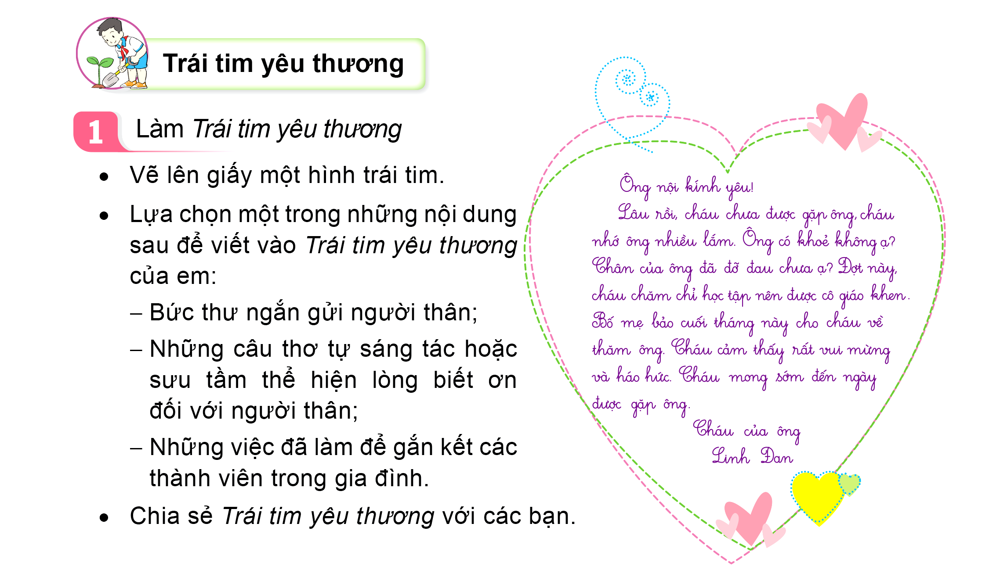 Trái tim yêu thương
1 Làm Trái tim yêu thương
• Vẽ lên giấy một hình trái tim.
• Lựa chọn một trong những nội dung
sau để viết vào Trái tim yêu thương
của em:
– Bức thư ngắn gửi người thân;
– Những câu thơ tự sáng tác hoặc
sưu tầm thể hiện lòng biết ơn
đối với người thân;
– Những việc đã làm để gắn kết các
thành viên trong gia đình.
• Chia sẻ Trái tim yêu thương với các bạn.
Ông nội kính yêu!
Lâu rồi, cháu chưa được gặp ông, cháu
nhớ ông nhiều lắm. Ông có khoẻ không ạ?
Chân của ông đã đỡ đau chưa ạ? Đợt này,
cháu chăm chỉ học tập nên được cô giáo khen.
Bố mẹ bảo cuối tháng này cho cháu về
thăm ông. Cháu cảm thấy rất vui mừng
và háo hức. Cháu mong sớm đến ngày
được gặp ông.
Cháu của ông
Linh Đan